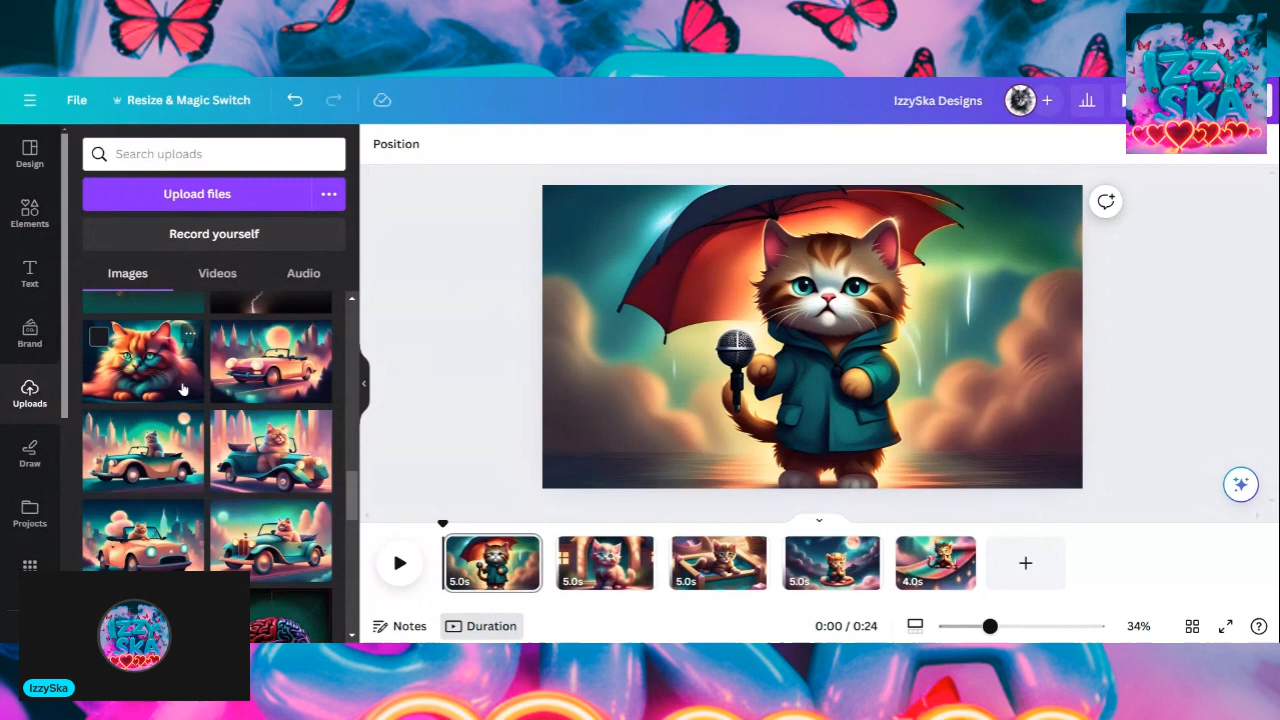 File
Resize & Magic Switch
IzzySka Designs
IZZY
SKA
Design
Elements
Text
Brand
Uploads
Draw
Projects
Search uploads
Upload files
Record yourself
Images
Videos
Audio
Position
5.0s
5.0s
5.0s
5.0s
4.0s
Notes
Duration
0:00 / 0:24
34%
IZZY
SKA
IzzySka